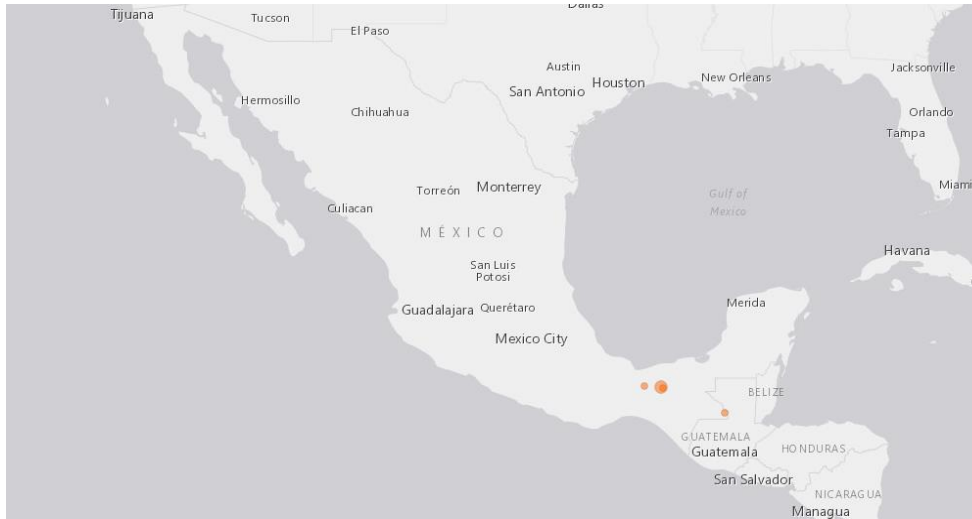 Dallas
Tijuana
Tucson
El Paso
Austin
Houston
New Orleans
Jacksonville
San Antonio
Hermosillo
Chihuahua
Orlando
Tampa
Torreón
Monterrey
Miami
Gulf of
Mexico
Culiacan
MÉXICO
Havana
San Luis
Potosi
Merida
Guadalajara
Querétaro
Mexico City
BELIZE
GUATEMALA
Guatemala
HONDURAS
San Salvador
NICARAGUA
Managua